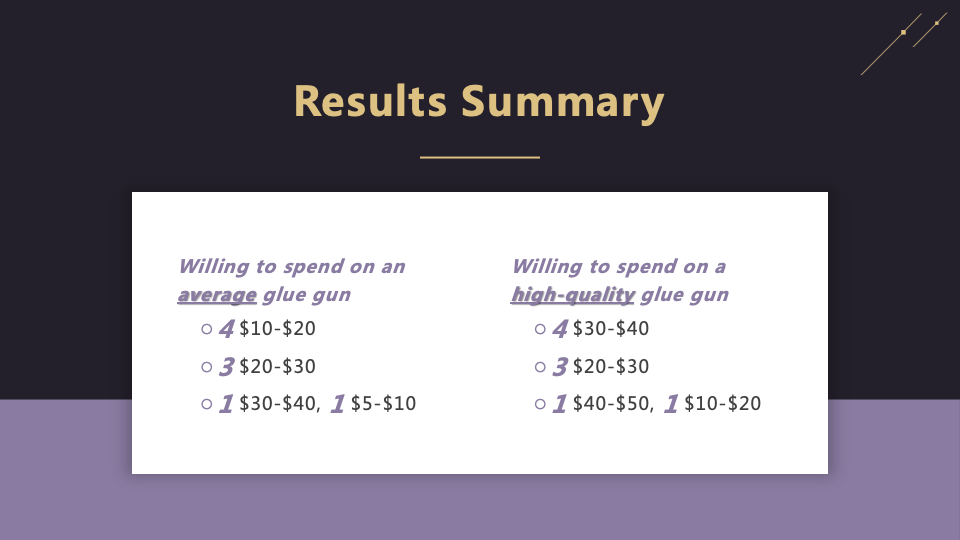 Results Summary
Willing to spend on an
average glue gun
4 $10-$20
3 $20-$30
1 $30-$40, 1 $5-$10
Willing to spend on a
high-quality glue gun
4 $30-$40
3 $20-$30
1 $40-$50, 1 $10-$20